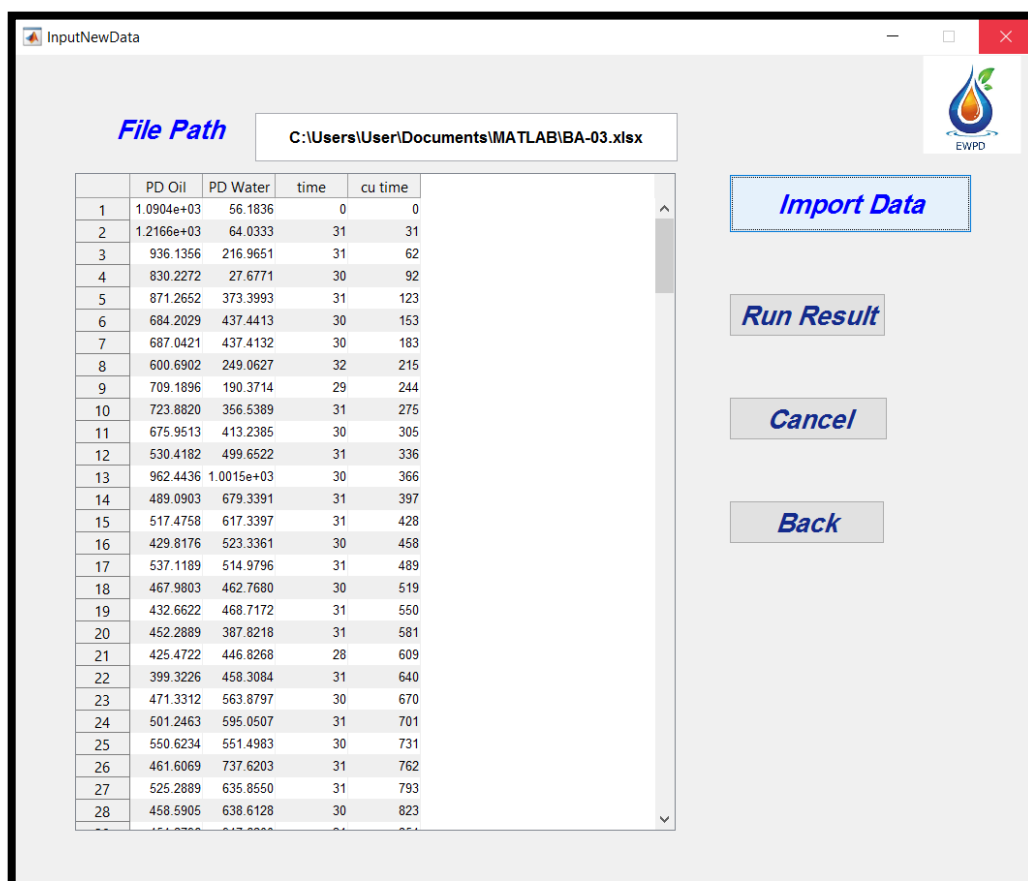 InputNewData
EWPD
File Path
C:\Users\User\Documents\MATLAB\BA-03.xlsx
Import Data
Run Result
Cancel
Back
PD Oil PD Water time cu time
1 1.0904e+03 56.1836 0 0
2 1.2166e+03 64.0333 31 31
3 936.1356 216.9651 31 62
4 830.2272 27.6771 30 92
5 871.2652 373.3993 31 123
6 684.2029 437.4413 30 153
7 687.0421 437.4132 30 183
8 600.6902 249.0627 32 215
9 709.1896 190.3714 29 244
10 723.8820 356.5389 31 275
11 675.9513 413.2385 30 305
12 530.4182 499.6522 31 336
13 962.4436 1.0015e+03 30 366
14 489.0903 679.3391 31 397
15 517.4758 617.3397 31 428
16 429.8176 523.3361 30 458
17 537.1189 514.9796 31 489
18 467.9803 462.7680 30 519
19 432.6622 468.7172 31 550
20 452.2889 387.8218 31 581
21 425.4722 446.8268 28 609
22 399.3226 458.3084 31 640
23 471.3312 563.8797 30 670
24 501.2463 595.0507 31 701
25 550.6234 551.4983 30 731
26 461.6069 737.6203 31 762
27 525.2889 635.8550 31 793
28 458.5905 638.6128 30 823